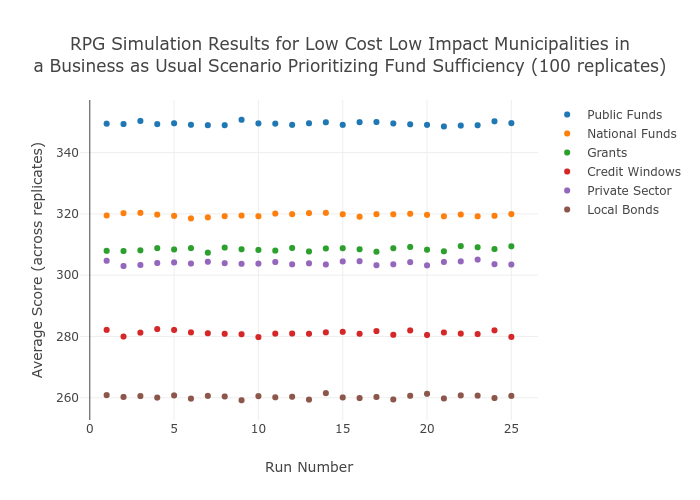 RPG Simulation Results for Low Cost Low Impact Municipalities in
a Business as Usual Scenario Prioritizing Fund Sufficiency (100 replicates)
Public Funds
National Funds
Grants
Credit Windows
Private Sector
Local Bonds
Average Score (across replicates)
340
320
300
280
260
0
5
10
15
20
25
Run Number